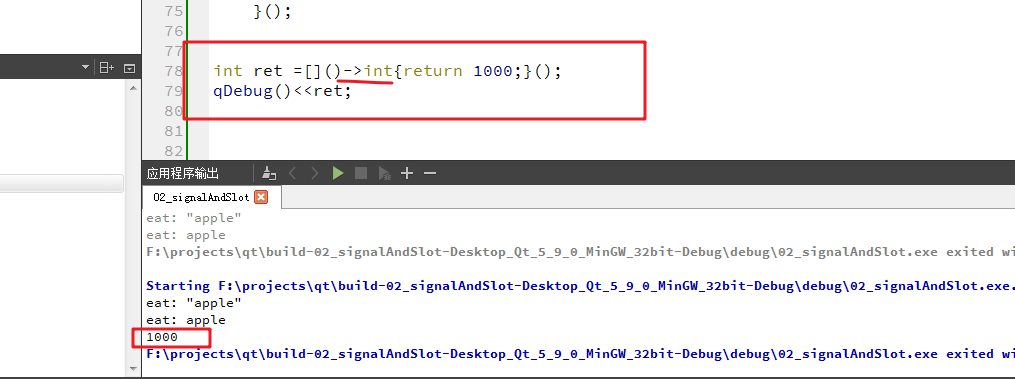 75
}();
76
77
78
int ret =[]()->int{return 1000;}();
79
qDebug()<<ret;
80
81
82
应用程序输出
02_signalAndSlot
eat: "apple"
eat: apple
F:\projects\qt\build-02_signalAndSlot-Desktop_Qt_5_9_0_MinGW_32bit-Debug\debug\02_signalAndSlot.exe exited wi
Starting F:\projects\qt\build-02_signalAndSlot-Desktop_Qt_5_9_0_MinGW_32bit-Debug\debug\02_signalAndSlot.exe.
eat: "apple"
eat: apple
1000
F:\projects\qt\build-02_signalAndSlot-Desktop_Qt_5_9_0_MinGW_32bit-Debug\debug\02_signalAndSlot.exe exited wi